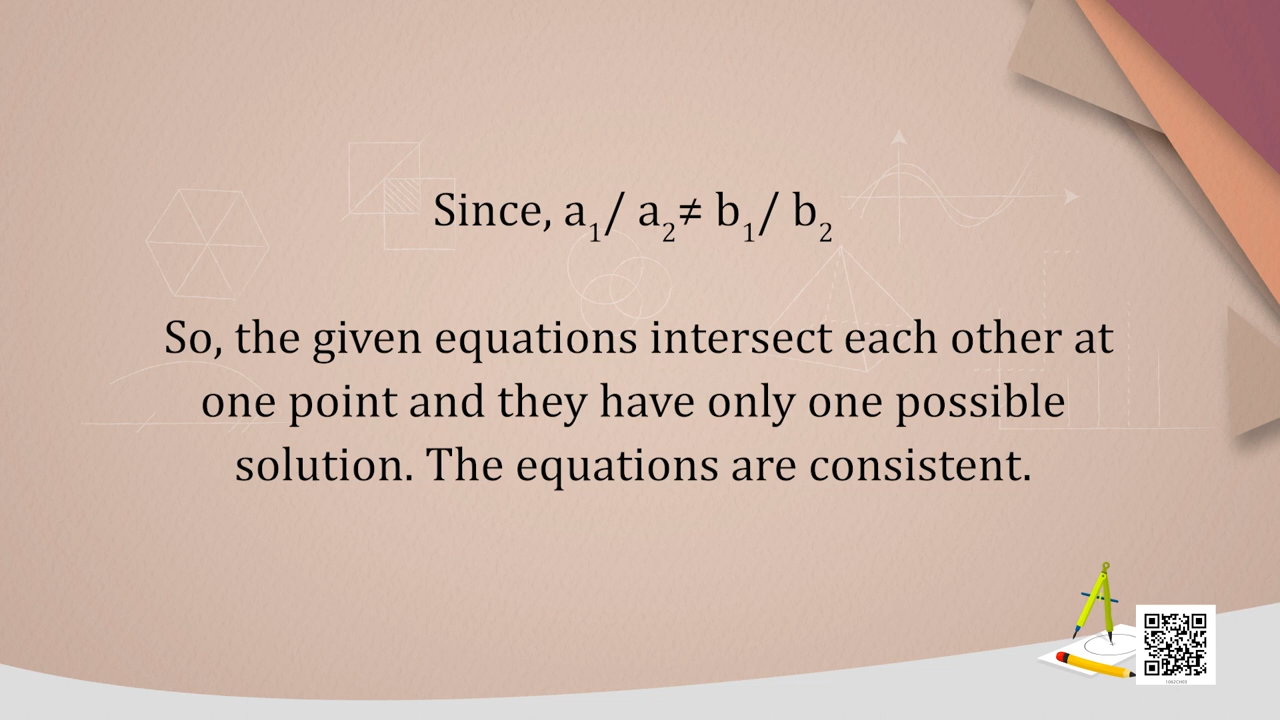 Since, a₁/ a₂≠ b₁/ b₂
So, the given equations intersect each other at
one point and they have only one possible
solution. The equations are consistent.